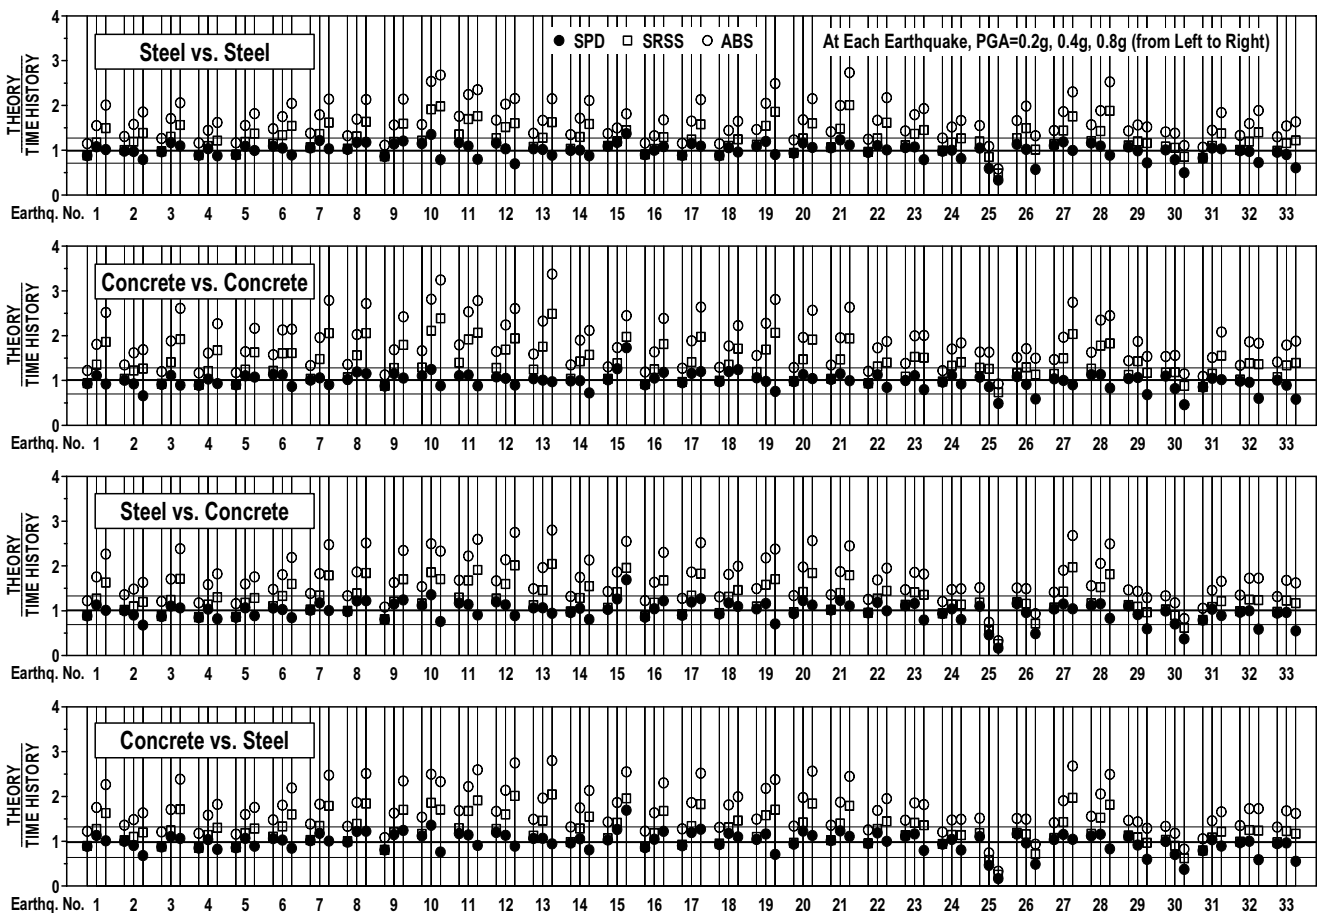 4
Steel vs. Steel
● SPD □ SRSS ○ ABS
At Each Earthquake, PGA=0.2g, 0.4g, 0.8g (from Left to Right)
3
THEORY
TIME HISTORY
2
1
0
Earthq. No. 1 2 3 4 5 6 7 8 9 10 11 12 13 14 15 16 17 18 19 20 21 22 23 24 25 26 27 28 29 30 31 32 33
4
Concrete vs. Concrete
3
THEORY
TIME HISTORY
2
1
0
Earthq. No. 1 2 3 4 5 6 7 8 9 10 11 12 13 14 15 16 17 18 19 20 21 22 23 24 25 26 27 28 29 30 31 32 33
4
Steel vs. Concrete
3
THEORY
TIME HISTORY
2
1
0
Earthq. No. 1 2 3 4 5 6 7 8 9 10 11 12 13 14 15 16 17 18 19 20 21 22 23 24 25 26 27 28 29 30 31 32 33
4
Concrete vs. Steel
3
THEORY
TIME HISTORY
2
1
0
Earthq. No. 1 2 3 4 5 6 7 8 9 10 11 12 13 14 15 16 17 18 19 20 21 22 23 24 25 26 27 28 29 30 31 32 33